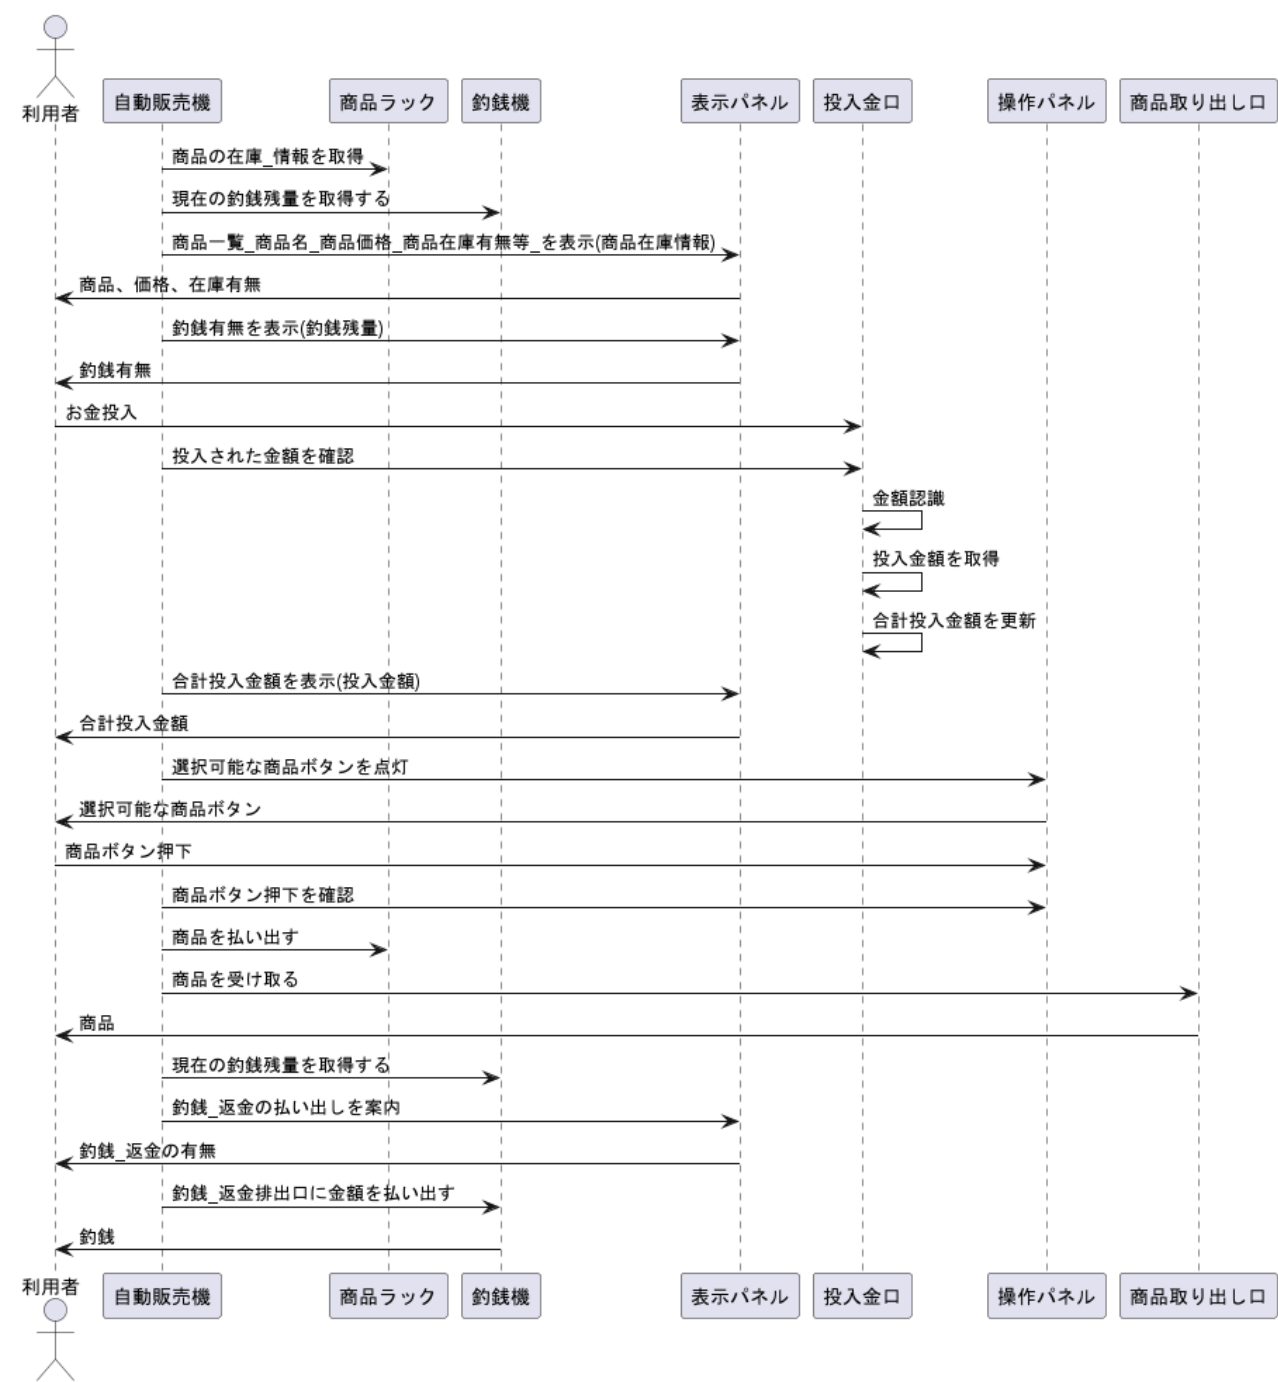 利用者
自動販売機
商品ラック
釣銭機
表示パネル
投入金口
操作パネル
商品取り出し口
商品の在庫_情報を取得
現在の釣銭残量を取得する
商品一覧_商品名_商品価格_商品在庫有無等_を表示(商品在庫情報)
商品、価格、在庫有無
釣銭有無を表示(釣銭残量)
釣銭有無
お金投入
投入された金額を確認
金額認識
投入金額を取得
合計投入金額を更新
合計投入金額を表示(投入金額)
合計投入金額
選択可能な商品ボタンを点灯
選択可能な商品ボタン
商品ボタン押下
商品ボタン押下を確認
商品を払い出す
商品を受け取る
商品
現在の釣銭残量を取得する
釣銭_返金の払い出しを案内
釣銭_返金の有無
釣銭_返金排出口に金額を払い出す
釣銭
利用者
自動販売機
商品ラック
釣銭機
表示パネル
投入金口
操作パネル
商品取り出し口